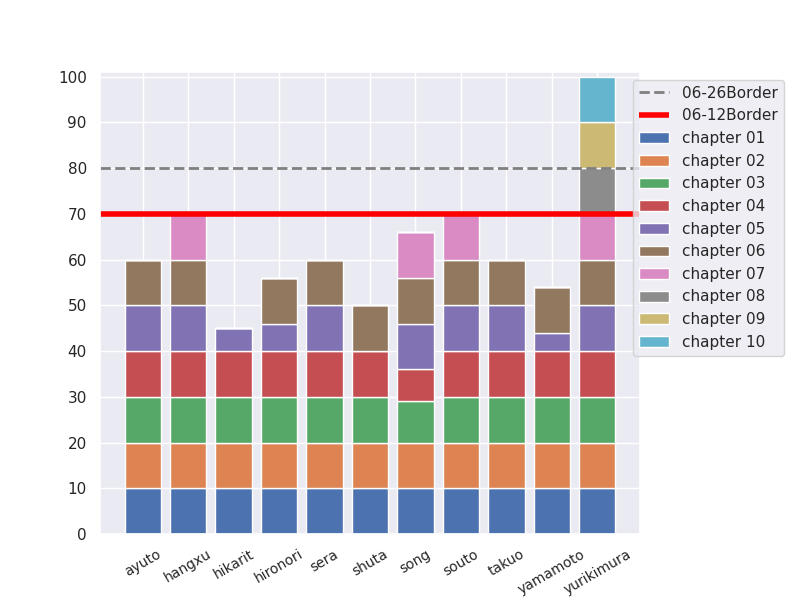 100
90
80
70
60
50
40
30
20
10
0
ayuto
hangxu
hikarit
hironori
sera
shuta
song
souto
takuo
yamamoto
yurikimura
06-26Border
06-12Border
chapter 01
chapter 02
chapter 03
chapter 04
chapter 05
chapter 06
chapter 07
chapter 08
chapter 09
chapter 10